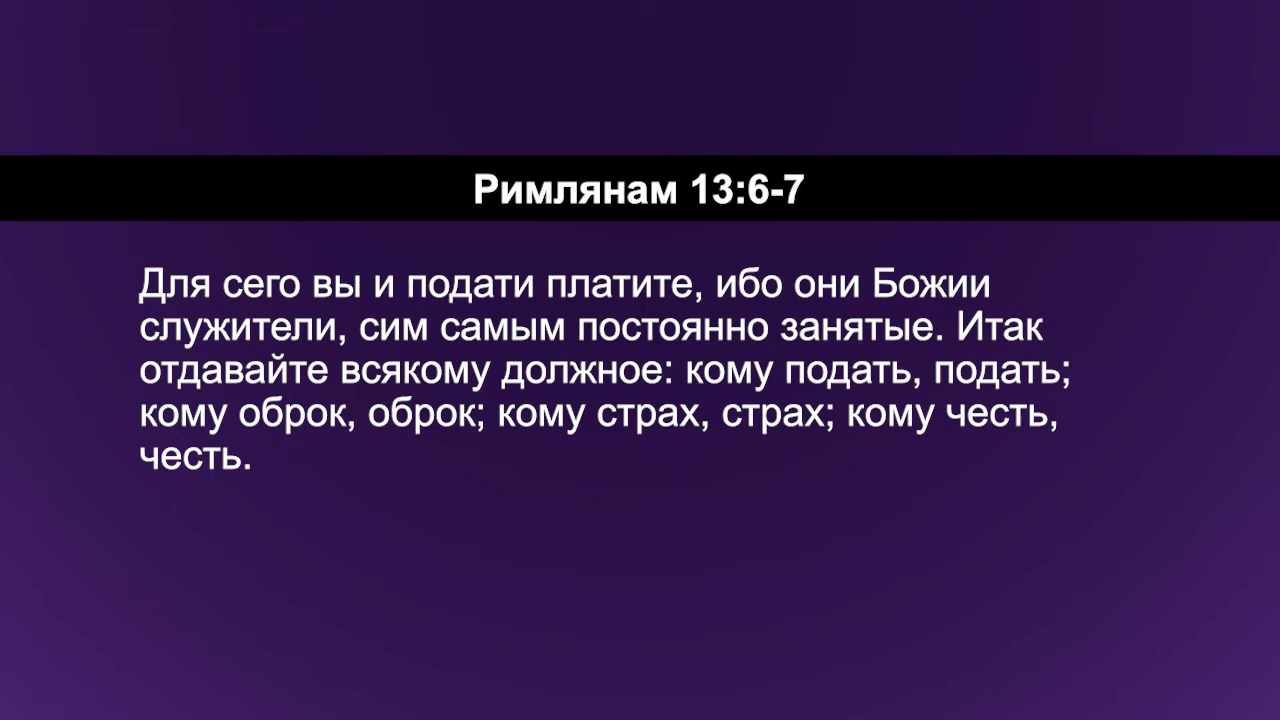 Римлянам 13:6-7
Для сего вы и подати платите, ибо они Божии
служители, сим самым постоянно занятые. Итак
отдавайте всякому должное: кому подать, подать;
кому оброк, оброк; кому страх, страх; кому честь,
честь.